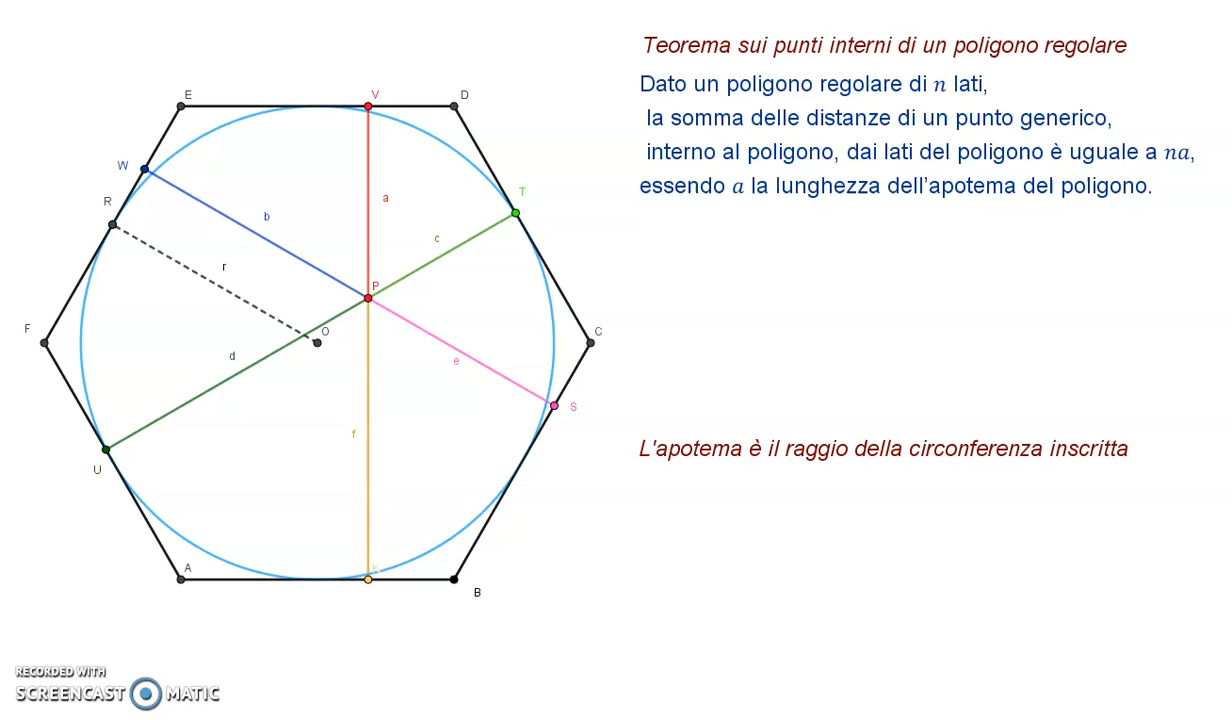 Teorema sui punti interni di un poligono regolare
Dato un poligono regolare di n lati,
la somma delle distanze di un punto generico,
interno al poligono, dai lati del poligono è uguale a na,
essendo a la lunghezza dell’apotema del poligono.
E
V
D
W
R
T
b
a
c
r
P
F
O
C
d
e
S
f
U
A
B
L'apotema è il raggio della circonferenza inscritta
RECORDED WITH
SCREENCAST MATIC